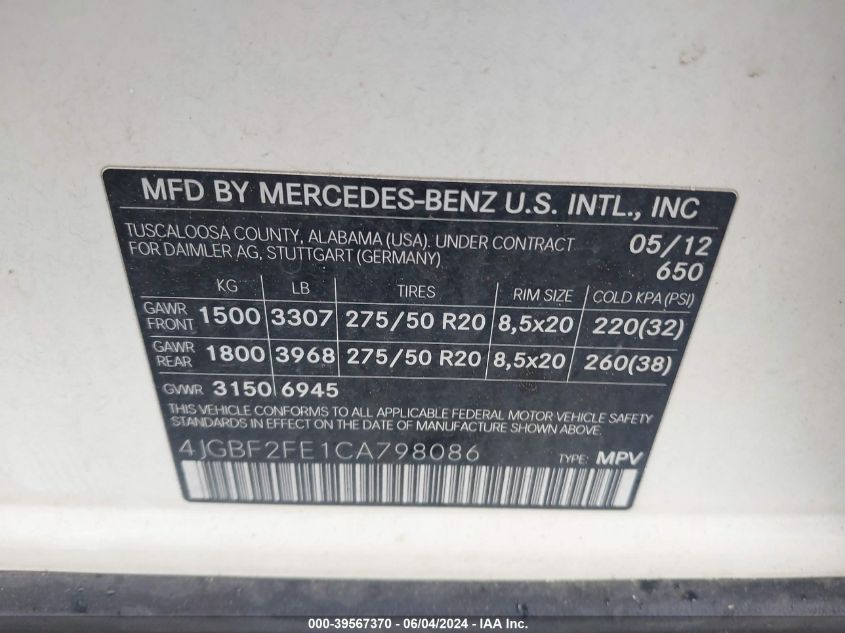 MFD BY MERCEDES-BENZ U.S. INTL., INC
TUSCALOOSA COUNTY, ALABAMA (USA). UNDER CONTRACT
FOR DAIMLER AG, STUTTGART (GERMANY)
05/12
650
KG LB TIRES RIM SIZE COLD KPA (PSI)
GAWR FRONT 1500 3307 275/50 R20 8,5x20 220(32)
GAWR REAR 1800 3968 275/50 R20 8,5x20 260(38)
GVWR 3150 6945
THIS VEHICLE CONFORMS TO ALL APPLICABLE FEDERAL MOTOR VEHICLE SAFETY
STANDARDS IN EFFECT ON THE DATE OF MANUFACTURE SHOWN ABOVE.
4JGBF2FE1CA798086 TYPE: MPV
000-39567370 - 06/04/2024 - IAA Inc.